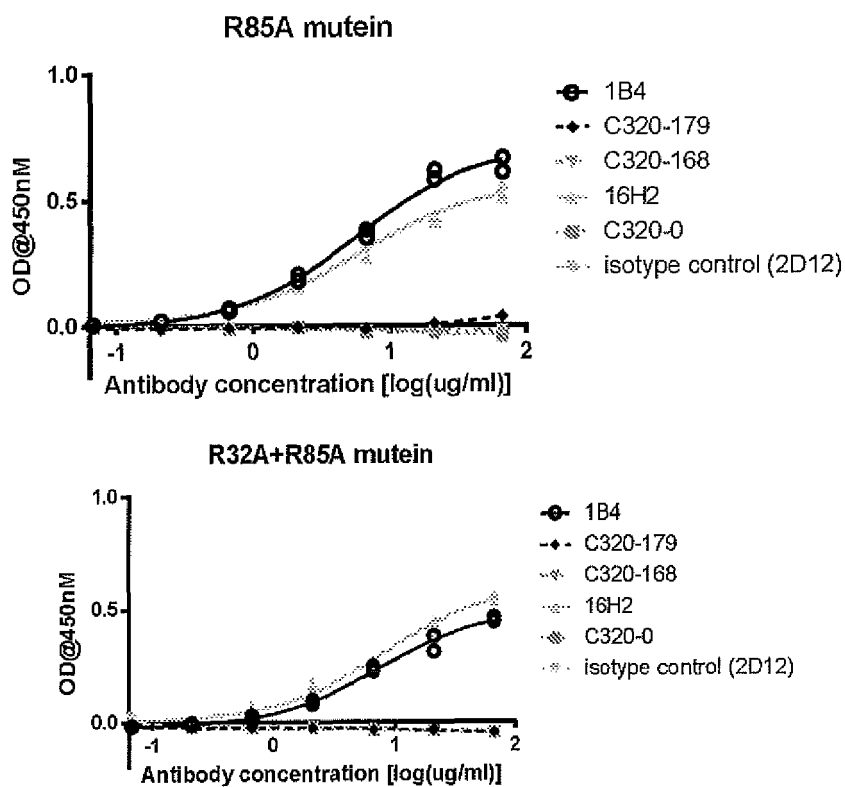 R85A mutein
1.0
0.5
0.0
OD@450nM
-1 0 1 2
Antibody concentration [log(ug/ml)]
1B4
C320-179
C320-168
16H2
C320-0
isotype control (2D12)
R32A+R85A mutein
1.0
0.5
0.0
OD@450nM
-1 0 1 2
Antibody concentration [log(ug/ml)]
1B4
C320-179
C320-168
16H2
C320-0
isotype control (2D12)